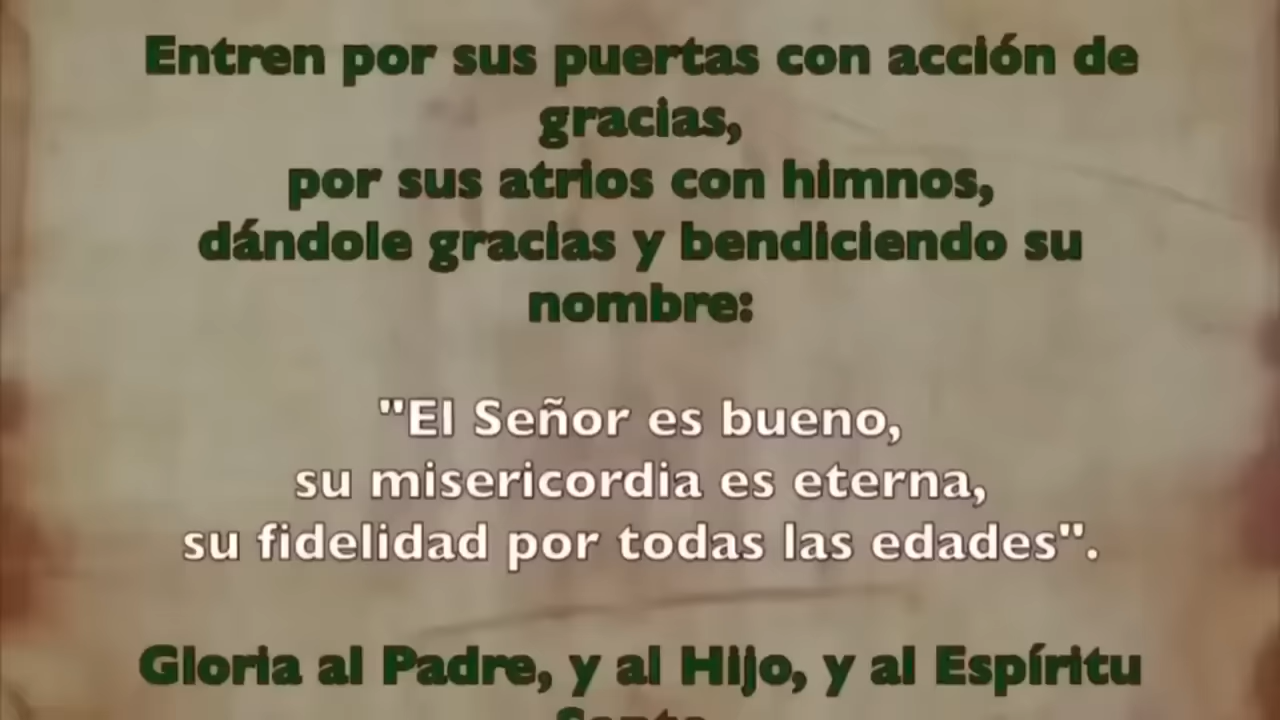 Entren por sus puertas con acción de
gracias,
por sus atrios con himnos,
dándole gracias y bendiciendo su
nombre:
"El Señor es bueno,
su misericordia es eterna,
su fidelidad por todas las edades".
Gloria al Padre, y al Hijo, y al Espíritu